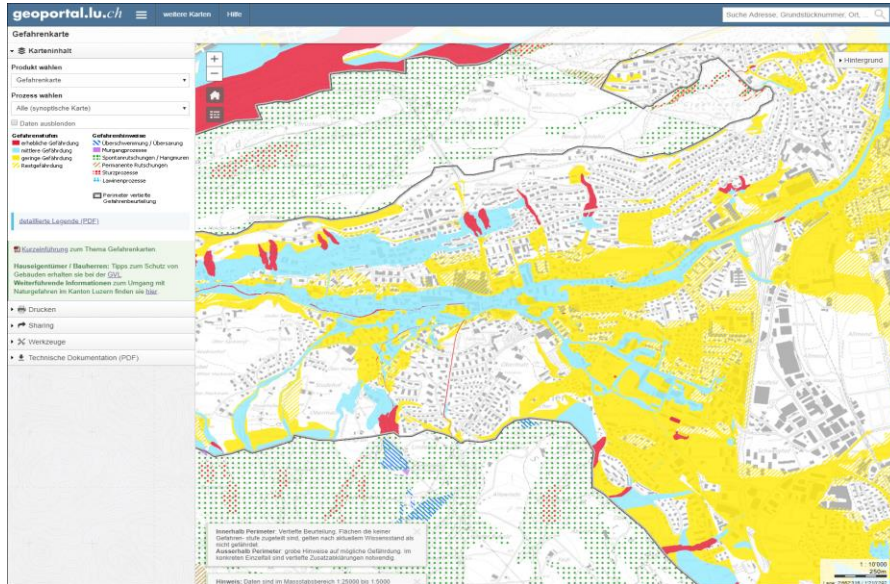 geoportal.lu.ch
weitere Karten
Hilfe
Suche Adresse, Grundstücknummer, Ort, ...
Gefahrenkarte
Karteninhalt
Produkt wählen
Gefahrenkarte
Prozess wählen
Alle (synoptische Karte)
Daten ausblenden
Gefahrenstufen
erhebliche Gefährdung
mittlere Gefährdung
geringe Gefährdung
Restgefährdung
Gefahrenhinweise
Überschwemmung / Übersarung
Murgangprozesse
Spontanrutschungen / Hangmuren
Permanente Rutschungen
Sturzprozesse
Lawinenprozesse
Perimeter vertiefte
Gefahrenbeurteilung
detaillierte Legende (PDF)
Kurzeinführung zum Thema Gefahrenkarten.
Hauseigentümer / Bauherren: Tipps zum Schutz von
Gebäuden erhalten sie bei der GVL.
Weiterführende Informationen zum Umgang mit
Naturgefahren im Kanton Luzern finden sie hier
Drucken
Sharing
Werkzeuge
Technische Dokumentation (PDF)
Hintergrund
Innerhalb Perimeter: Vertiefte Beurteilung. Flächen die keiner
Gefahren- stufe zugeteilt sind, gelten nach aktuellem Wissensstand als
nicht gefährdet.
Ausserhalb Perimeter: grobe Hinweise auf mögliche Gefährdung. Im
konkreten Einzelfall sind vertiefte Zusatzabklärungen notwendig.
Hinweis: Daten sind im Massstabsbereich 1:25000 bis 1:5000
1 : 10'000
250m